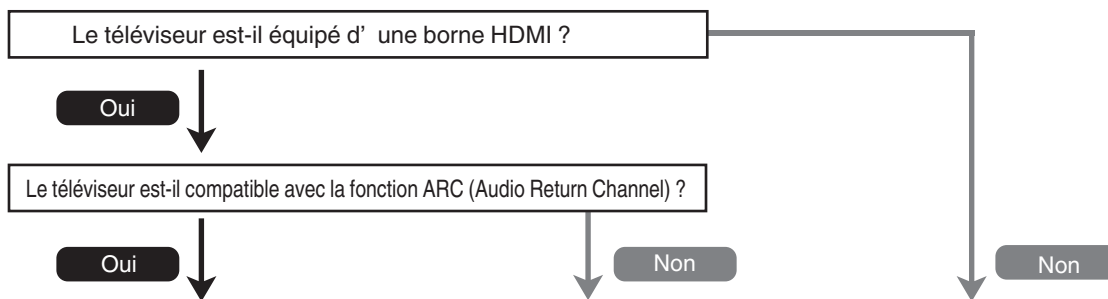 Le téléviseur est-il équipé d’ une borne HDMI ?
Oui
Le téléviseur est-il compatible avec la fonction ARC (Audio Return Channel) ?
Oui
Non
Non